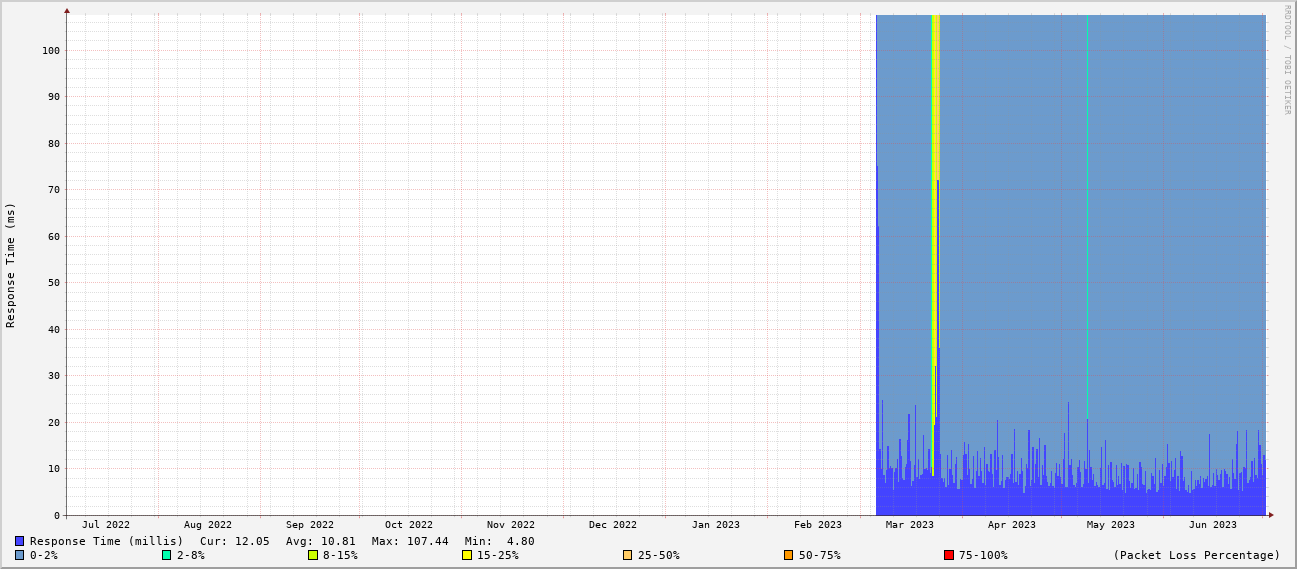 RRDTOOL / TOBI OETIKER
Response Time (ms)
100
90
80
70
60
50
40
30
20
10
0
Jul 2022 Aug 2022 Sep 2022 Oct 2022 Nov 2022 Dec 2022 Jan 2023 Feb 2023 Mar 2023 Apr 2023 May 2023 Jun 2023
Response Time (millis) Cur: 12.05 Avg: 10.81 Max: 107.44 Min: 4.80
0-2% 2-8% 8-15% 15-25% 25-50% 50-75% 75-100% (Packet Loss Percentage)